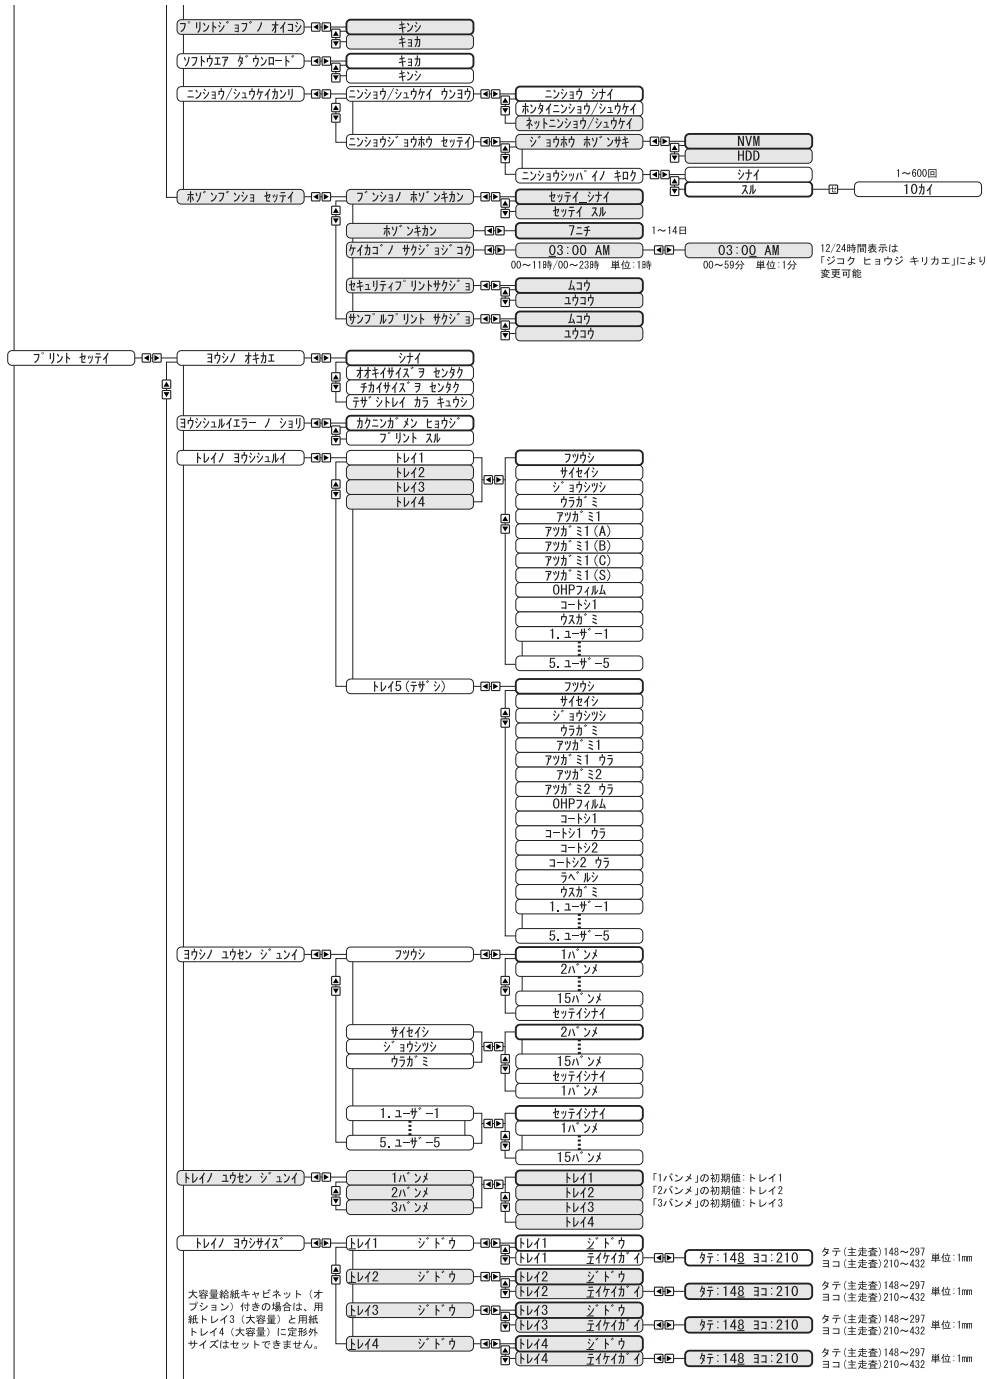 プリントジョブノ オイコシ
キンシ
キョカ
ソフトウエア ダウンロード
キョカ
キンシ
ニンショウ/シュウケイカンリ
ニンショウ/シュウケイ ウンヨウ
ニンショウ シナイ
ホンタイニンショウ/シュウケイ
ネットニンショウ/シュウケイ
ニンショウジョウホウ セッテイ
ジョウホウ ホゾンサキ
NVM
HDD
ニンショウシッパイノ キロク
シナイ
スル
1〜600回
10カイ
ホゾンブンショ セッテイ
ブンショノ ホゾンキカン
セッテイ_シナイ
セッテイ スル
ホゾンキカン
7ニチ
1〜14日
ケイカゴノ サクジョジコク
03:00 AM
00〜11時/00〜23時 単位:1時
03:00 AM
00〜59分 単位:1分
12/24時間表示は
「ジコク ヒョウジ キリカエ」により
変更可能
セキュリティプリントサクジョ
ムコウ
ユウコウ
サンプルプリント サクジョ
ムコウ
ユウコウ
プリント セッテイ
ヨウシノ オキカエ
シナイ
オオキイサイズヲ センタク
チカイサイズヲ センタク
テザシトレイ カラ キュウシ
ヨウシシュルイエラー ノ ショリ
カクニンガメン ヒョウジ
プリント スル
トレイノ ヨウシシュルイ
トレイ1
トレイ2
トレイ3
トレイ4
フツウシ
サイセイシ
ジョウシツシ
ウラガミ
アツガミ1
アツガミ1(A)
アツガミ1(B)
アツガミ1(C)
アツガミ1(S)
OHPフィルム
コートシ1
ウスガミ
1.ユーザー1
5.ユーザー5
トレイ5(テザシ)
フツウシ
サイセイシ
ジョウシツシ
ウラガミ
アツガミ1
アツガミ1 ウラ
アツガミ2
アツガミ2 ウラ
OHPフィルム
コートシ1
コートシ1 ウラ
コートシ2
コートシ2 ウラ
ラベルシ
ウスガミ
1.ユーザー1
5.ユーザー5
ヨウシノ ユウセン ジュンイ
フツウシ
1バンメ
2バンメ
15バンメ
セッテイシナイ
サイセイシ
ジョウシツシ
ウラガミ
2バンメ
15バンメ
セッテイシナイ
1バンメ
1.ユーザー1
5.ユーザー5
セッテイシナイ
1バンメ
15バンメ
トレイノ ユウセン ジュンイ
1バンメ
2バンメ
3バンメ
トレイ1
トレイ2
トレイ3
トレイ4
「1バンメ」の初期値:トレイ1
「2バンメ」の初期値:トレイ2
「3バンメ」の初期値:トレイ3
トレイノ ヨウシサイズ
トレイ1 ジドウ
トレイ1 ジドウ
トレイ1 テイケイガイ
タテ:148 ヨコ:210
タテ(主走査)148〜297
ヨコ(主走査)210〜432 単位:1mm
トレイ2 ジドウ
トレイ2 ジドウ
トレイ2 テイケイガイ
タテ:148 ヨコ:210
タテ(主走査)148〜297
ヨコ(主走査)210〜432 単位:1mm
大容量給紙キャビネット(オ
プション)付きの場合は、用
紙トレイ3(大容量)と用紙
トレイ4(大容量)に定形外
サイズはセットできません。
トレイ3 ジドウ
トレイ3 ジドウ
トレイ3 テイケイガイ
タテ:148 ヨコ:210
タテ(主走査)148〜297
ヨコ(主走査)210〜432 単位:1mm
トレイ4 ジドウ
トレイ4 ジドウ
トレイ4 テイケイガイ
タテ:148 ヨコ:210
タテ(主走査)148〜297
ヨコ(主走査)210〜432 単位:1mm